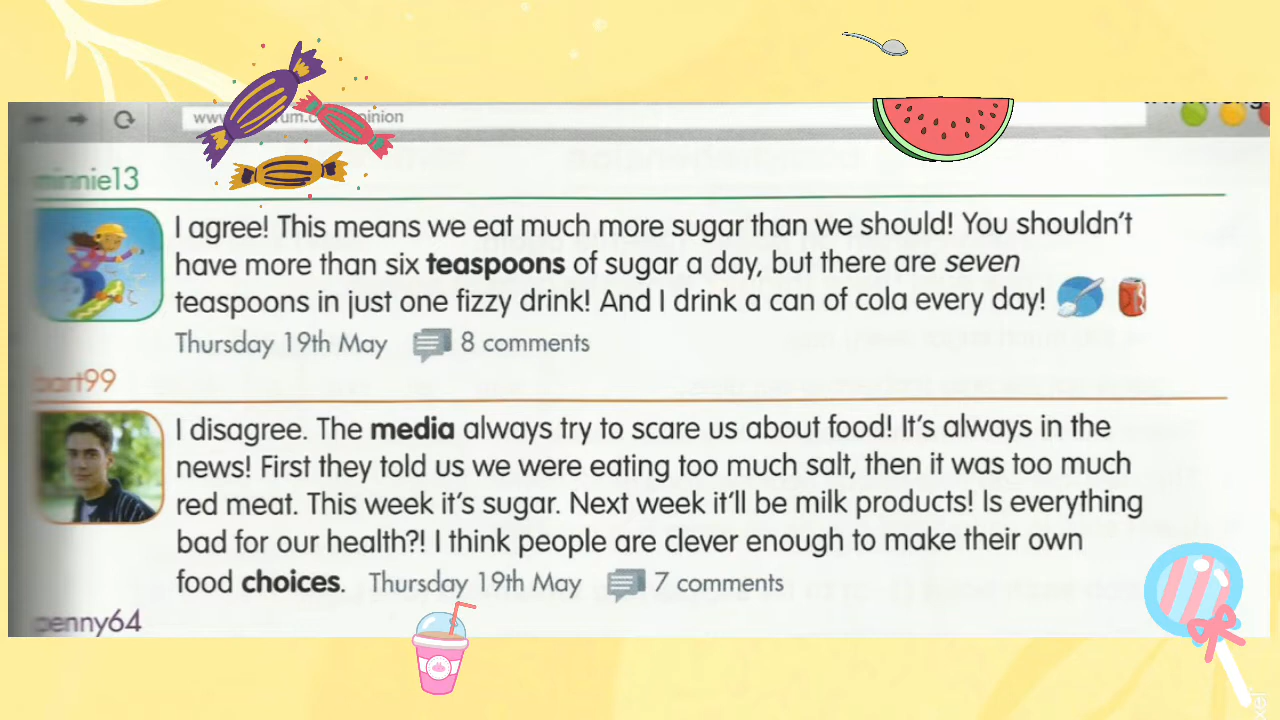 www. rum.c pinion
minnie13
I agree! This means we eat much more sugar than we should! You shouldn't
have more than six teaspoons of sugar a day, but there are seven
teaspoons in just one fizzy drink! And I drink a can of cola every day!
Thursday 19th May 8 comments
bart99
I disagree. The media always try to scare us about food! It's always in the
news! First they told us we were eating too much salt, then it was too much
red meat. This week it's sugar. Next week it'll be milk products! Is everything
bad for our health?! I think people are clever enough to make their own
food choices. Thursday 19th May 7 comments
penny64